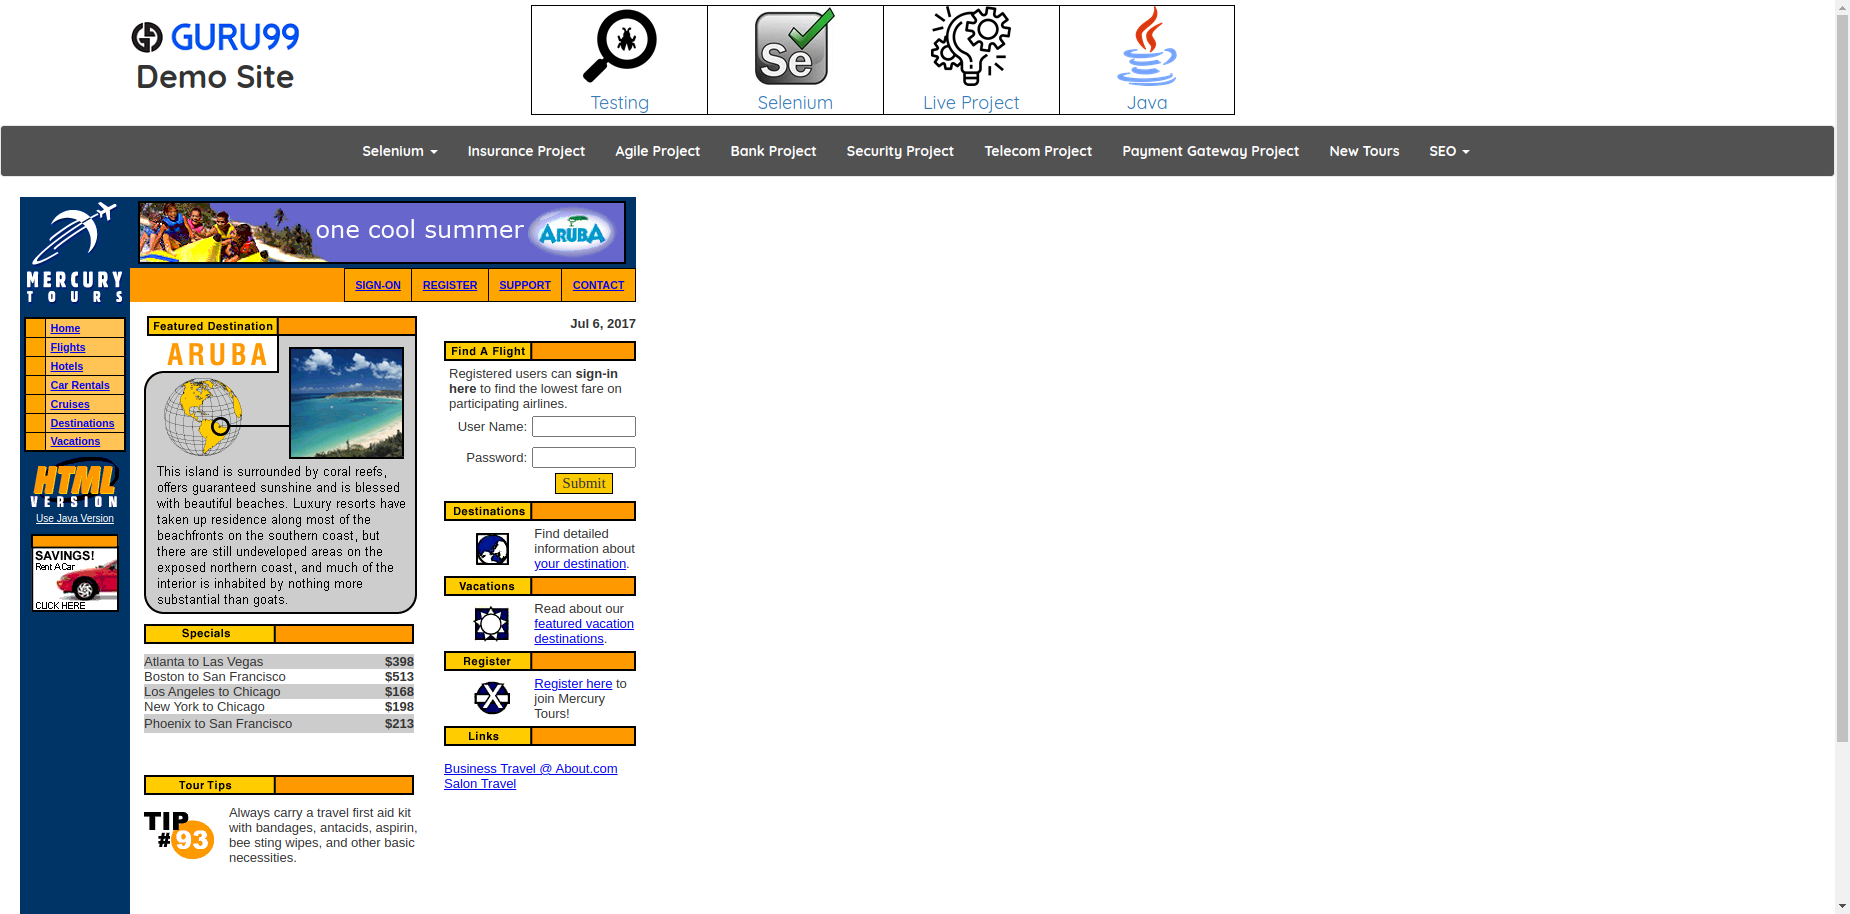 GURU99
Demo Site
Testing
Se
Selenium
Live Project
Java
Selenium
Insurance Project
Agile Project
Bank Project
Security Project
Telecom Project
Payment Gateway Project
New Tours
SEO
MERCURY
TOURS
one cool summer
ARUBA
SIGN-ON
REGISTER
SUPPORT
CONTACT
Home
Flights
Hotels
Car Rentals
Cruises
Destinations
Vacations
HTML
VERSION
Use Java Version
SAVINGS!
Rent A Car
CLICK HERE
Featured Destination
ARUBA
This island is surrounded by coral reefs,
offers guaranteed sunshine and is blessed
with beautiful beaches. Luxury resorts have
taken up residence along most of the
beachfronts on the southern coast, but
there are still undeveloped areas on the
exposed northern coast, and much of the
interior is inhabited by nothing more
substantial than goats.
Specials
Atlanta to Las Vegas $398
Boston to San Francisco $513
Los Angeles to Chicago $168
New York to Chicago $198
Phoenix to San Francisco $213
Tour Tips
TIP
#93
Always carry a travel first aid kit
with bandages, antacids, aspirin,
bee sting wipes, and other basic
necessities.
Jul 6, 2017
Find A Flight
Registered users can sign-in
here to find the lowest fare on
participating airlines.
User Name:
Password:
Submit
Destinations
Find detailed
information about
your destination.
Vacations
Read about our
featured vacation
destinations.
Register
Register here to
join Mercury
Tours!
Links
Business Travel @ About.com
Salon Travel